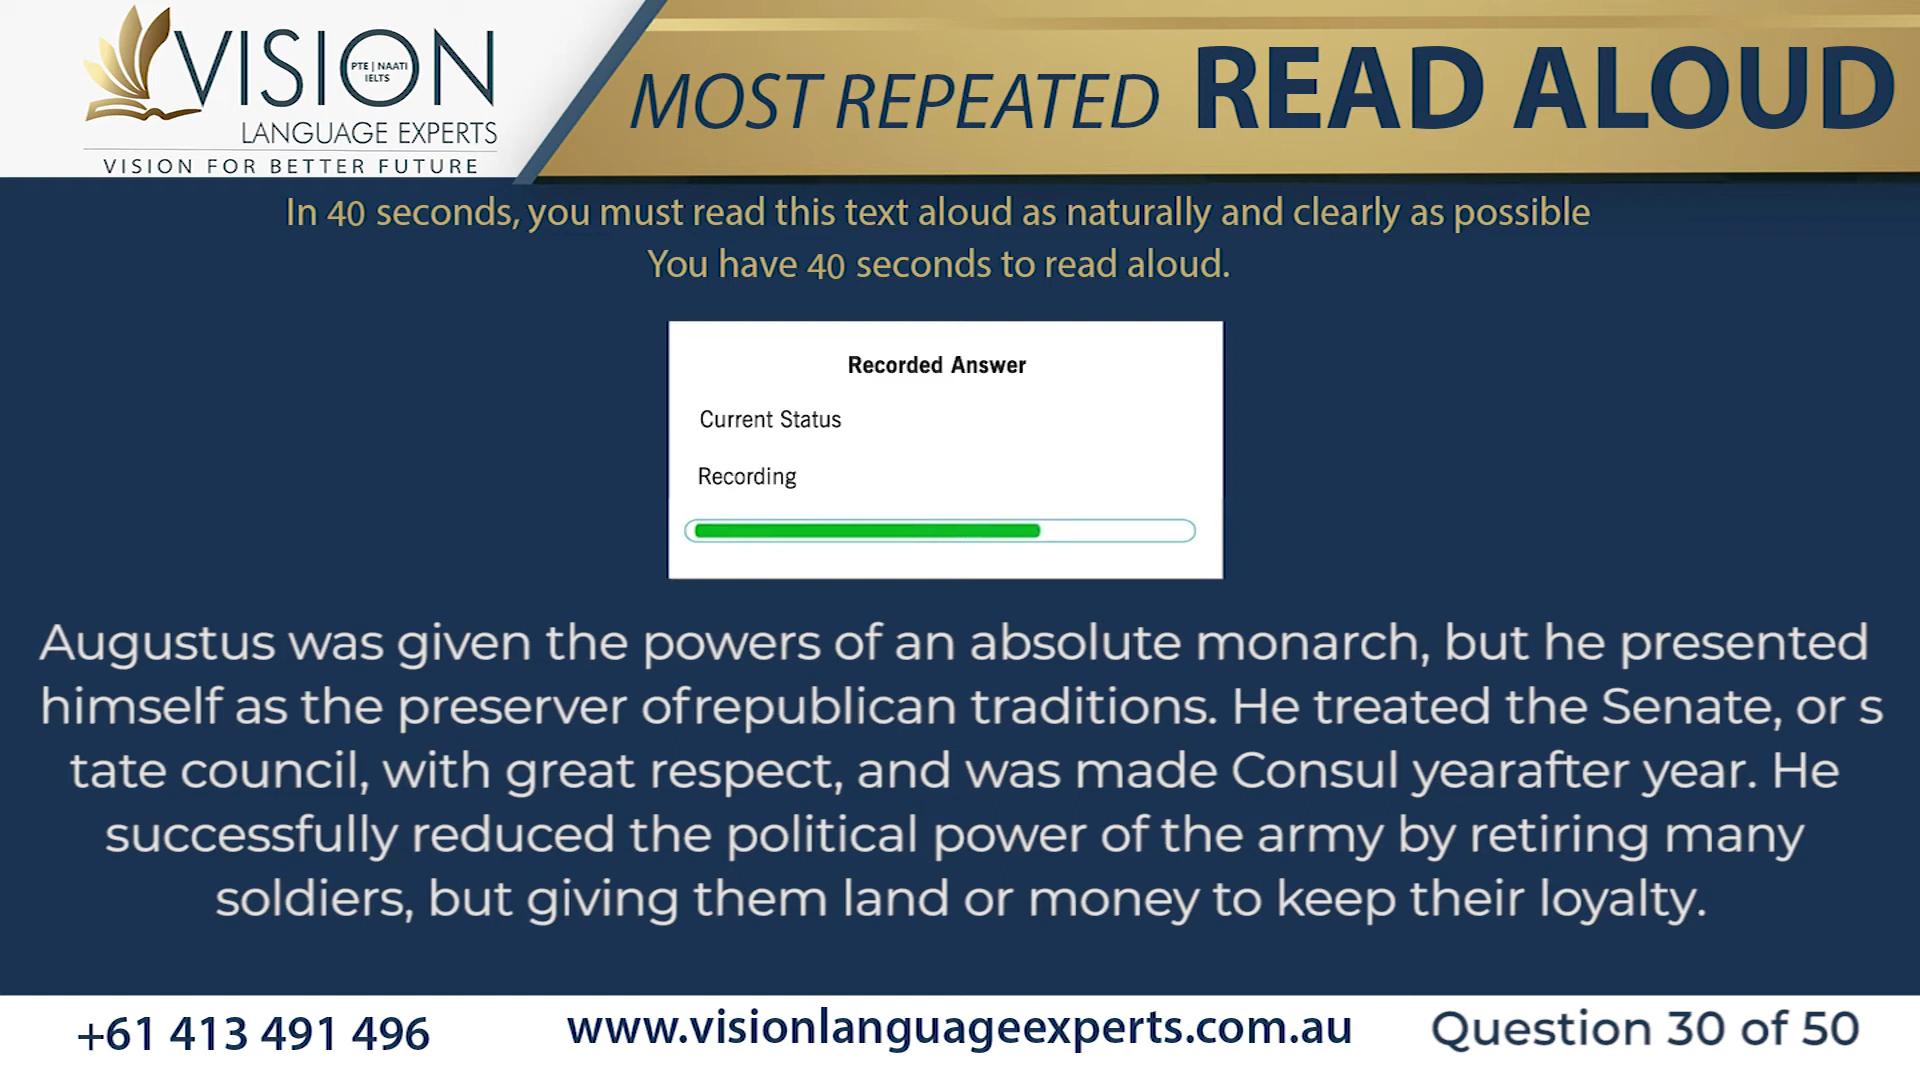 VISION
PTE | NAATI
IELTS
LANGUAGE EXPERTS
VISION FOR BETTER FUTURE
MOST REPEATED READ ALOUD
In 40 seconds, you must read this text aloud as naturally and clearly as possible
You have 40 seconds to read aloud.
Recorded Answer
Current Status
Recording
Augustus was given the powers of an absolute monarch, but he presented
himself as the preserver ofrepublican traditions. He treated the Senate, or s
tate council, with great respect, and was made Consul yearafter year. He
successfully reduced the political power of the army by retiring many
soldiers, but giving them land or money to keep their loyalty.
+61 413 491 496
www.visionlanguageexperts.com.au
Question 30 of 50